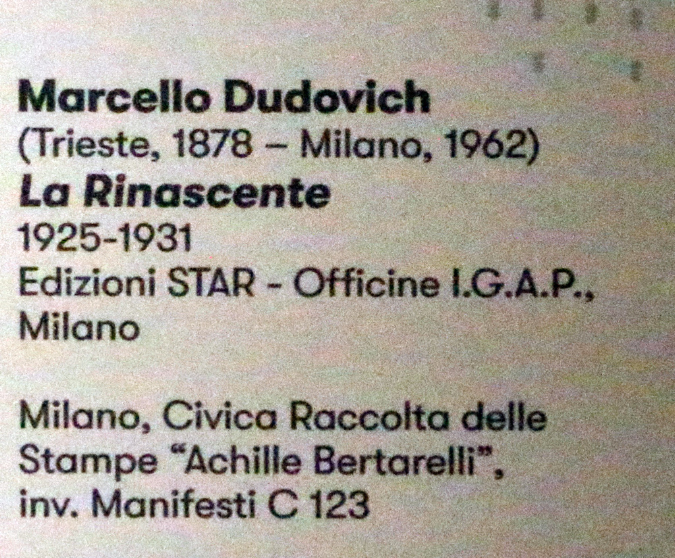 Marcello Dudovich
(Trieste, 1878 – Milano, 1962)
La Rinascente
1925-1931
Edizioni STAR - Officine I.G.A.P.,
Milano
Milano, Civica Raccolta delle
Stampe “Achille Bertarelli”,
inv. Manifesti C 123